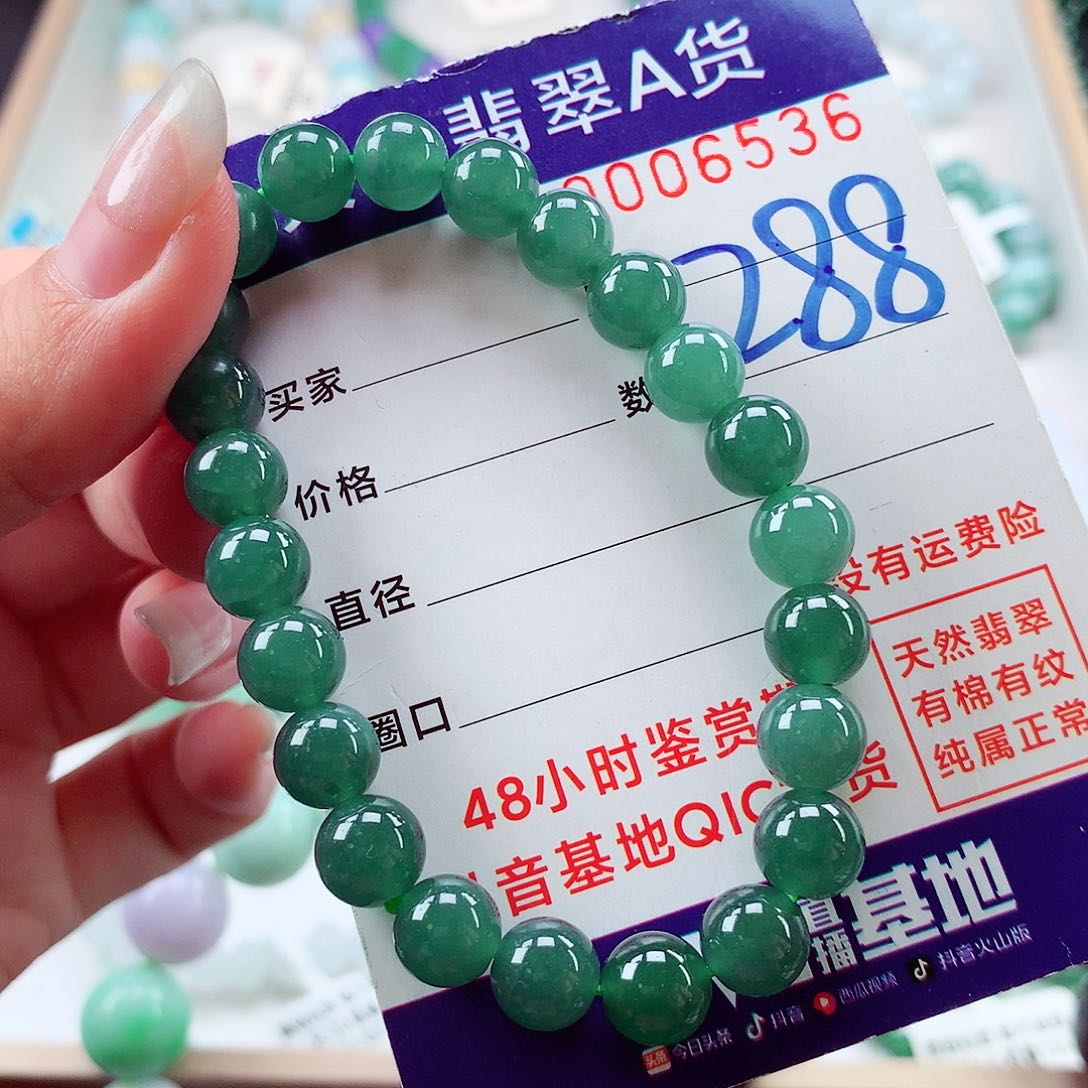 翡翠A货
0006536
288
买家
数
价格
直径
圈口
没有运费险
天然翡翠
有棉有纹
纯属正常
48小时鉴赏
音基地QIC 货
播基地
今日头条 抖音 西瓜视频 抖音火山版